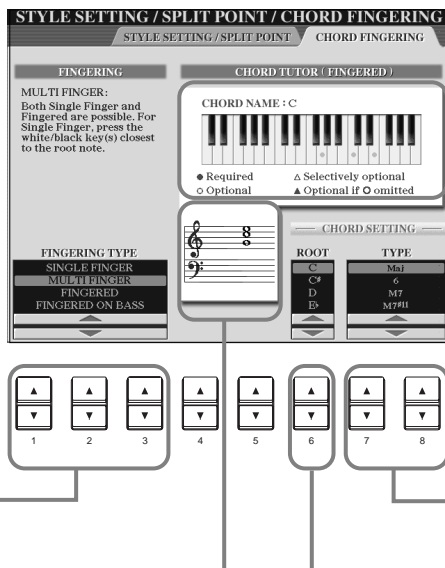 STYLE SETTING / SPLIT POINT / CHORD FINGERING
STYLE SETTING / SPLIT POINT
CHORD FINGERING
FINGERING
MULTI FINGER:
Both Single Finger and
Fingered are possible. For
Single Finger, press the
white/black key(s) closest
to the root note.
CHORD TUTOR ( FINGERED )
CHORD NAME : C
● Required
△ Selectively optional
○ Optional
▲ Optional if O omitted
CHORD SETTING
FINGERING TYPE
SINGLE FINGER
MULTI FINGER
FINGERED
FINGERED ON BASS
ROOT
C
C♯
D
E♭
TYPE
Maj
6
M7
M7♯11
1 2 3 4 5 6 7 8